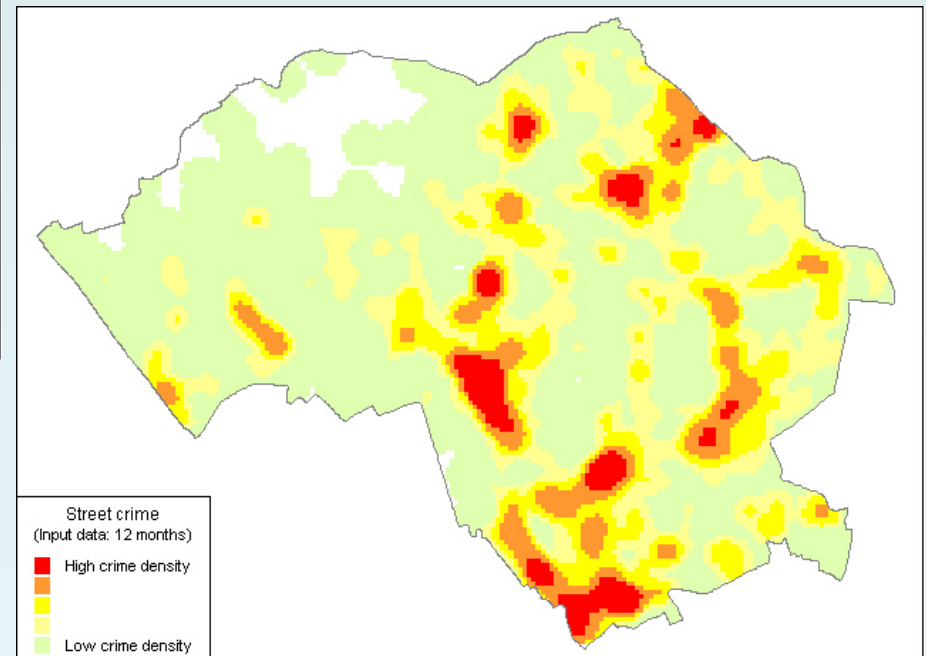 Street crime
(Input data: 12 months)
High crime density
Low crime density